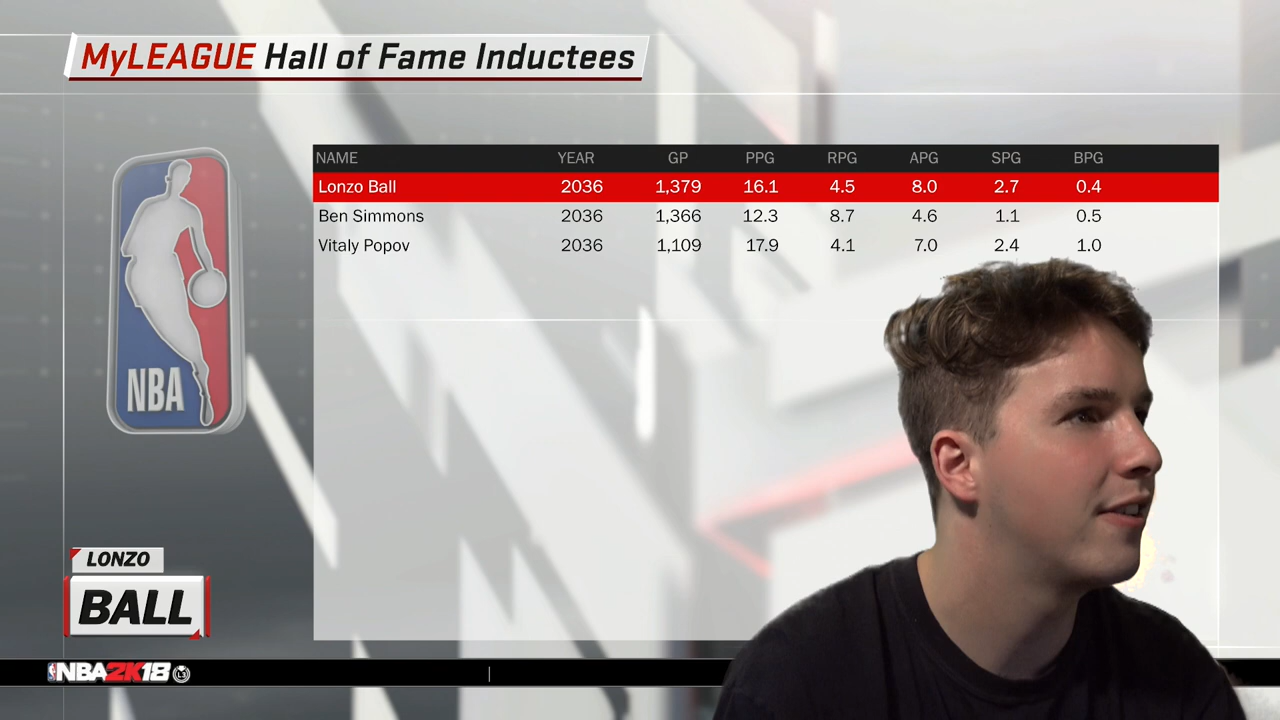 MyLEAGUE Hall of Fame Inductees
NAME YEAR GP PPG RPG APG SPG BPG
Lonzo Ball 2036 1,379 16.1 4.5 8.0 2.7 0.4
Ben Simmons 2036 1,366 12.3 8.7 4.6 1.1 0.5
Vitaly Popov 2036 1,109 17.9 4.1 7.0 2.4 1.0
NBA
LONZO
BALL
NBA2K18